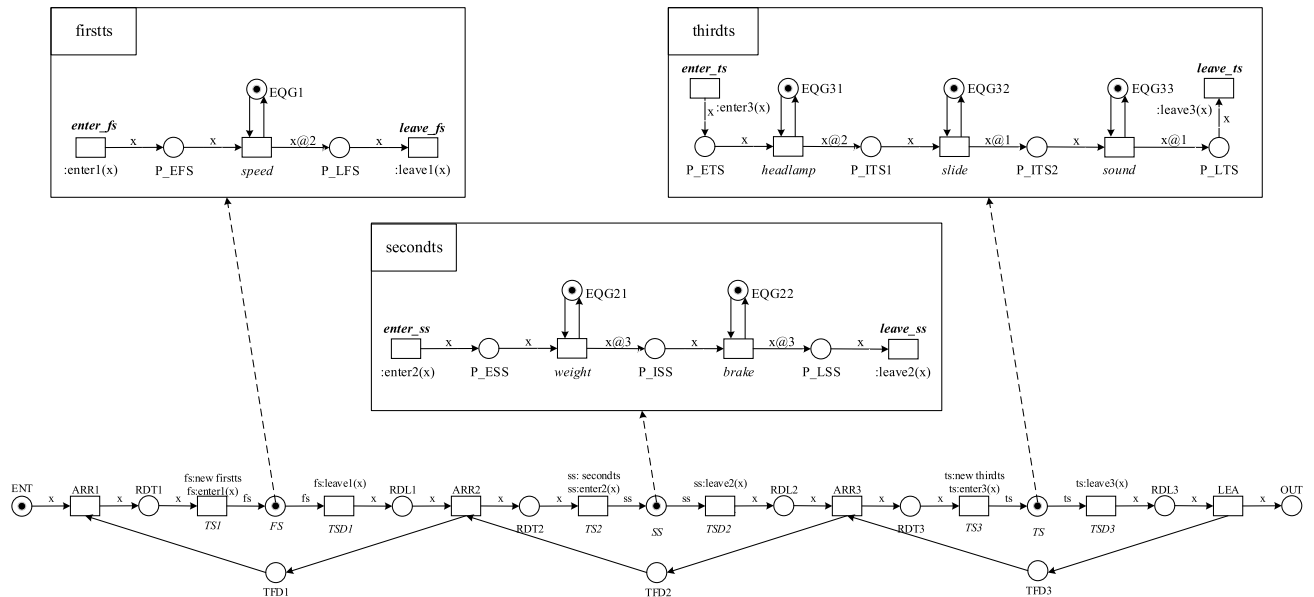 firstts
EQG1
enter_fs
leave_fs
x
x
x@2
x
:enter1(x)
P_EFS
speed
P_LFS
:leave1(x)
thirdts
enter_ts
leave_ts
EQG31
EQG32
EQG33
x
:enter3(x)
:leave3(x)
x
x
x@2
x
x@1
x
x@1
P_ETS
headlamp
P_ITS1
slide
P_ITS2
sound
P_LTS
secondts
EQG21
EQG22
enter_ss
leave_ss
x
x
x@3
x
x@3
x
:enter2(x)
P_ESS
weight
P_ISS
brake
P_LSS
:leave2(x)
ENT
x
ARR1
x
RDT1
x
fs:new firstts
fs:enter1(x)
TS1
fs
FS
fs
fs:leave1(x)
TSD1
x
RDL1
x
ARR2
x
RDT2
x
ss: secondts
ss:enter2(x)
TS2
ss
SS
ss
ss:leave2(x)
TSD2
x
RDL2
x
ARR3
x
RDT3
x
ts:new thirdts
ts:enter3(x)
TS3
ts
TS
ts
ts:leave3(x)
TSD3
x
RDL3
x
LEA
x
OUT
TFD1
TFD2
TFD3